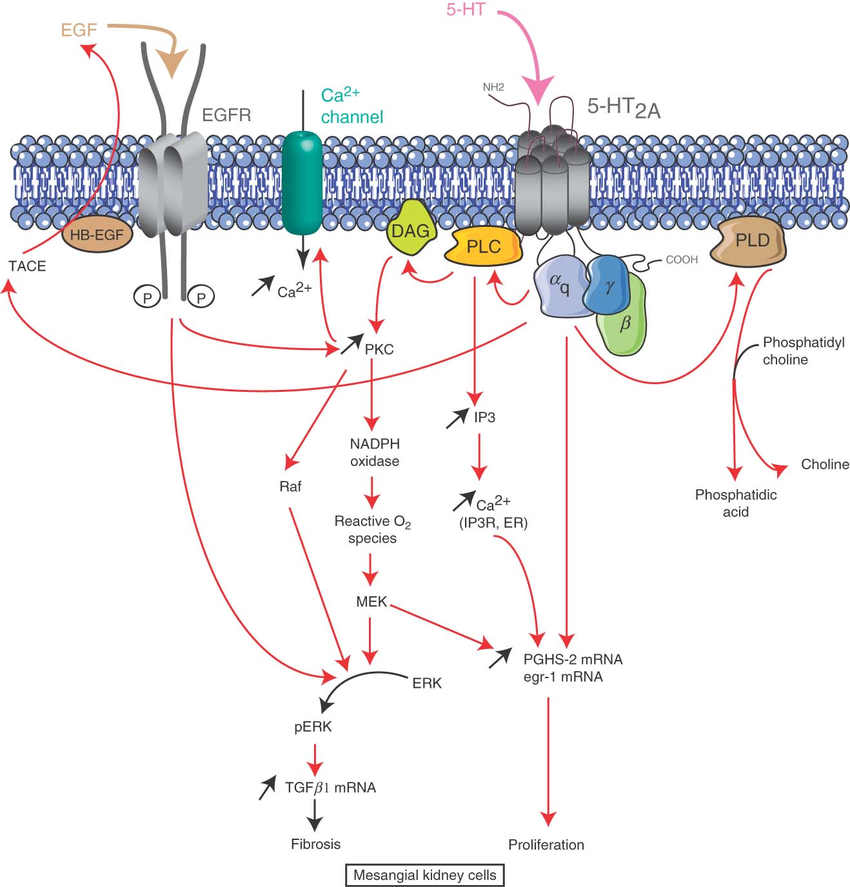 5-HT
EGF
NH2
Ca2+
channel
EGFR
5-HT2A
HB-EGF
DAG
PLC
PLD
TACE
COOH
αq
γ
β
P
P
Ca2+
PKC
Phosphatidyl
choline
IP3
NADPH
oxidase
Raf
Choline
Ca2+
(IP3R, ER)
Phosphatidic
acid
Reactive O2
species
MEK
PGHS-2 mRNA
egr-1 mRNA
ERK
pERK
TGFβ1 mRNA
Fibrosis
Proliferation
Mesangial kidney cells